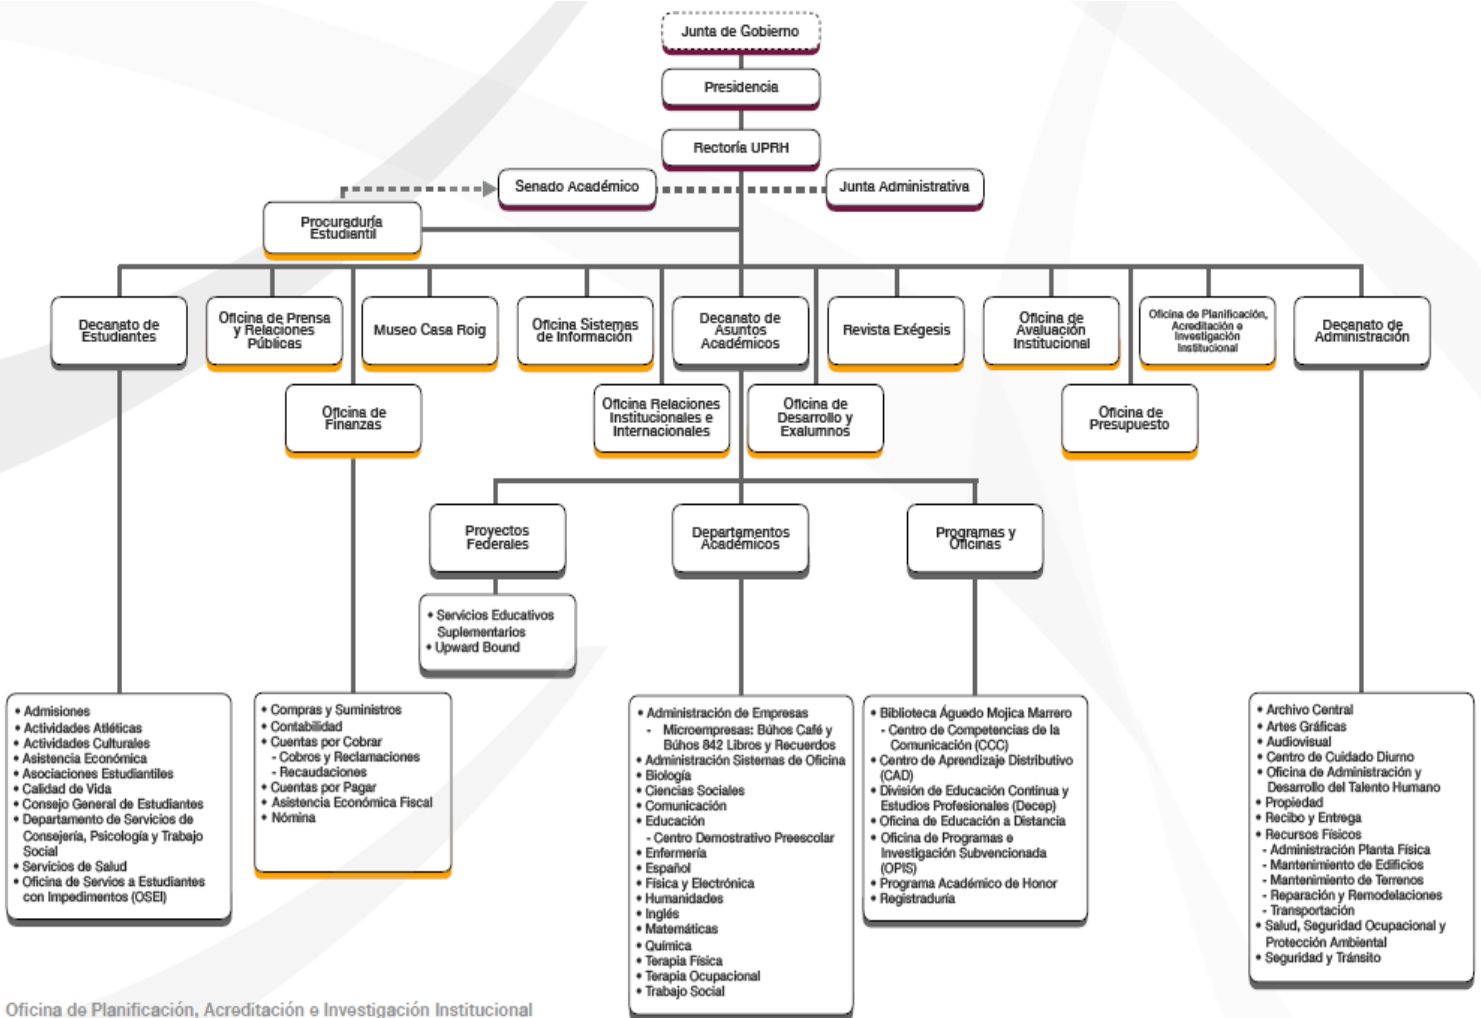 Junta de Gobierno
Presidencia
Rectoría UPRH
Senado Académico
Junta Administrativa
Procuraduría
Estudiantil
Decanato de
Estudiantes
Oficina de Prensa
y Relaciones
Públicas
Museo Casa Roig
Oficina Sistemas
de Información
Decanato de
Asuntos
Académicos
Revista Exégesis
Oficina de
Avaluación
Institucional
Oficina de Planificación,
Acreditación e
Investigación
Institucional
Decanato de
Administración
Oficina de
Finanzas
Oficina Relaciones
Institucionales e
Internacionales
Oficina de
Desarrollo y
Exalumnos
Oficina de
Presupuesto
Proyectos
Federales
Departamentos
Académicos
Programas y
Oficinas
• Servicios Educativos
Suplementarios
• Upward Bound
• Admisiones
• Actividades Atléticas
• Actividades Culturales
• Asistencia Económica
• Asociaciones Estudiantiles
• Calidad de Vida
• Consejo General de Estudiantes
• Departamento de Servicios de
Consejería, Psicología y Trabajo
Social
• Servicios de Salud
• Oficina de Servios a Estudiantes
con Impedimentos (OSEI)
• Compras y Suministros
• Contabilidad
• Cuentas por Cobrar
- Cobros y Reclamaciones
- Recaudaciones
• Cuentas por Pagar
• Asistencia Económica Fiscal
• Nómina
• Administración de Empresas
- Microempresas: Búhos Café y
Búhos 842 Libros y Recuerdos
• Administración Sistemas de Oficina
• Biología
• Ciencias Sociales
• Comunicación
• Educación
- Centro Demostrativo Preescolar
• Enfermería
• Español
• Física y Electrónica
• Humanidades
• Inglés
• Matemáticas
• Química
• Terapia Física
• Terapia Ocupacional
• Trabajo Social
• Biblioteca Águedo Mojica Marrero
- Centro de Competencias de la
Comunicación (CCC)
• Centro de Aprendizaje Distributivo
(CAD)
• División de Educación Continua y
Estudios Profesionales (Decep)
• Oficina de Educación a Distancia
• Oficina de Programas e
Investigación Subvencionada
(OPIS)
• Programa Académico de Honor
• Registraduría
• Archivo Central
• Artes Gráficas
• Audiovisual
• Centro de Cuidado Diurno
• Oficina de Administración y
Desarrollo del Talento Humano
• Propiedad
• Recibo y Entrega
• Recursos Físicos
- Administración Planta Física
- Mantenimiento de Edificios
- Mantenimiento de Terrenos
- Reparación y Remodelaciones
- Transportación
• Salud, Seguridad Ocupacional y
Protección Ambiental
• Seguridad y Tránsito
Oficina de Planificación, Acreditación e Investigación Institucional